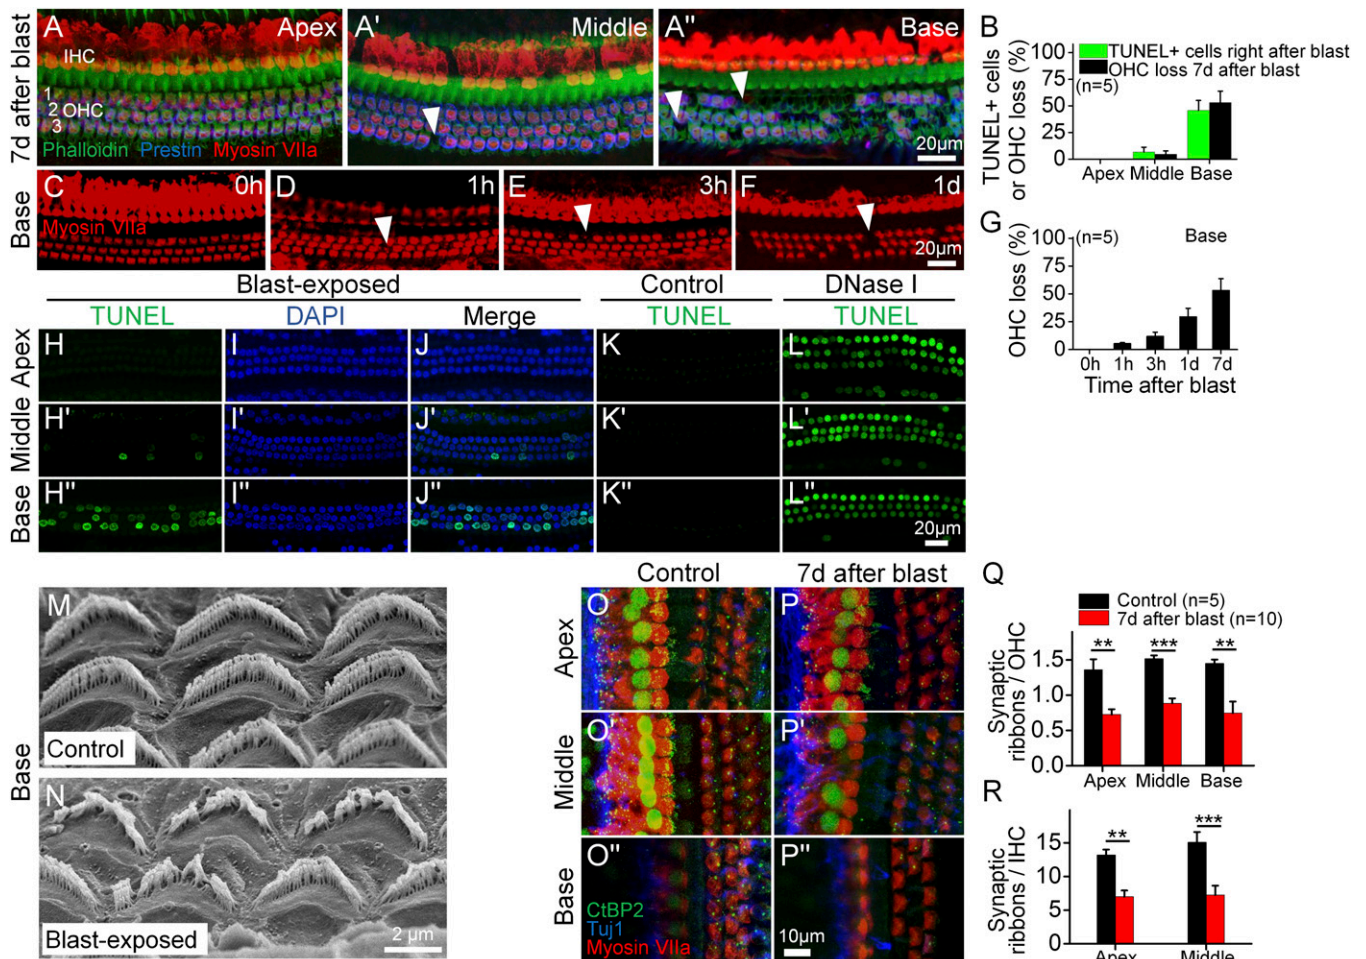 7d after blast
A
Apex
IHC
1
2 OHC
3
Phalloidin Prestin Myosin VIIa
A'
Middle
A"
Base
20µm
B
TUNEL+ cells
or OHC loss (%)
TUNEL+ cells right after blast
OHC loss 7d after blast
(n=5)
100
75
50
25
0
Apex Middle Base
Base
C
0h
Myosin VIIa
D
1h
E
3h
F
1d
20µm
G
OHC loss (%)
(n=5)
Base
100
75
50
25
0
0h 1h 3h 1d 7d
Time after blast
Blast-exposed
Control
DNase I
TUNEL
DAPI
Merge
TUNEL
TUNEL
Apex
H
I
J
K
L
Middle
H'
I'
J'
K'
L'
Base
H"
I"
J"
K"
L"
20µm
Base
M
Control
N
Blast-exposed
2 µm
Control
7d after blast
Apex
O
P
Middle
O'
P'
Base
O"
CtBP2
Tuj1
Myosin VIIa
P"
10µm
Q
Control (n=5)
7d after blast (n=10)
Synaptic
ribbons / OHC
1.5
1.0
0.5
0.0
**
***
**
Apex Middle Base
R
Synaptic
ribbons / IHC
15
10
5
0
**
***
Apex Middle